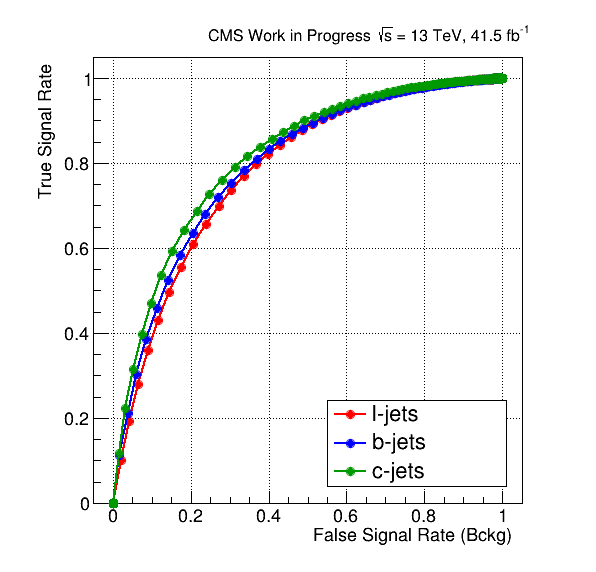 CMS Work in Progress √s = 13 TeV, 41.5 fb⁻¹
True Signal Rate
1
0.8
0.6
0.4
0.2
0
l-jets
b-jets
c-jets
0 0.2 0.4 0.6 0.8 1
False Signal Rate (Bckg)